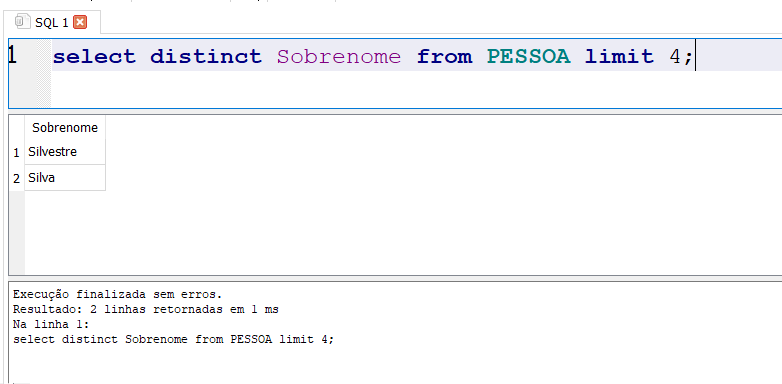 SQL 1
1 select distinct Sobrenome from PESSOA limit 4;
Sobrenome
1 Silvestre
2 Silva
Execução finalizada sem erros.
Resultado: 2 linhas retornadas em 1 ms
Na linha 1:
select distinct Sobrenome from PESSOA limit 4;